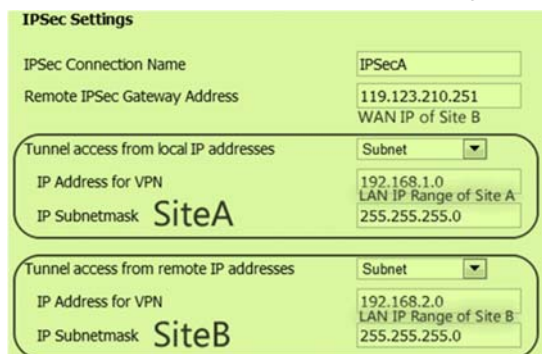 IPSec Settings
IPSec Connection Name IPSecA
Remote IPSec Gateway Address 119.123.210.251
WAN IP of Site B
Tunnel access from local IP addresses Subnet
IP Address for VPN 192.168.1.0
LAN IP Range of Site A
IP Subnetmask SiteA 255.255.255.0
Tunnel access from remote IP addresses Subnet
IP Address for VPN 192.168.2.0
LAN IP Range of Site B
IP Subnetmask SiteB 255.255.255.0